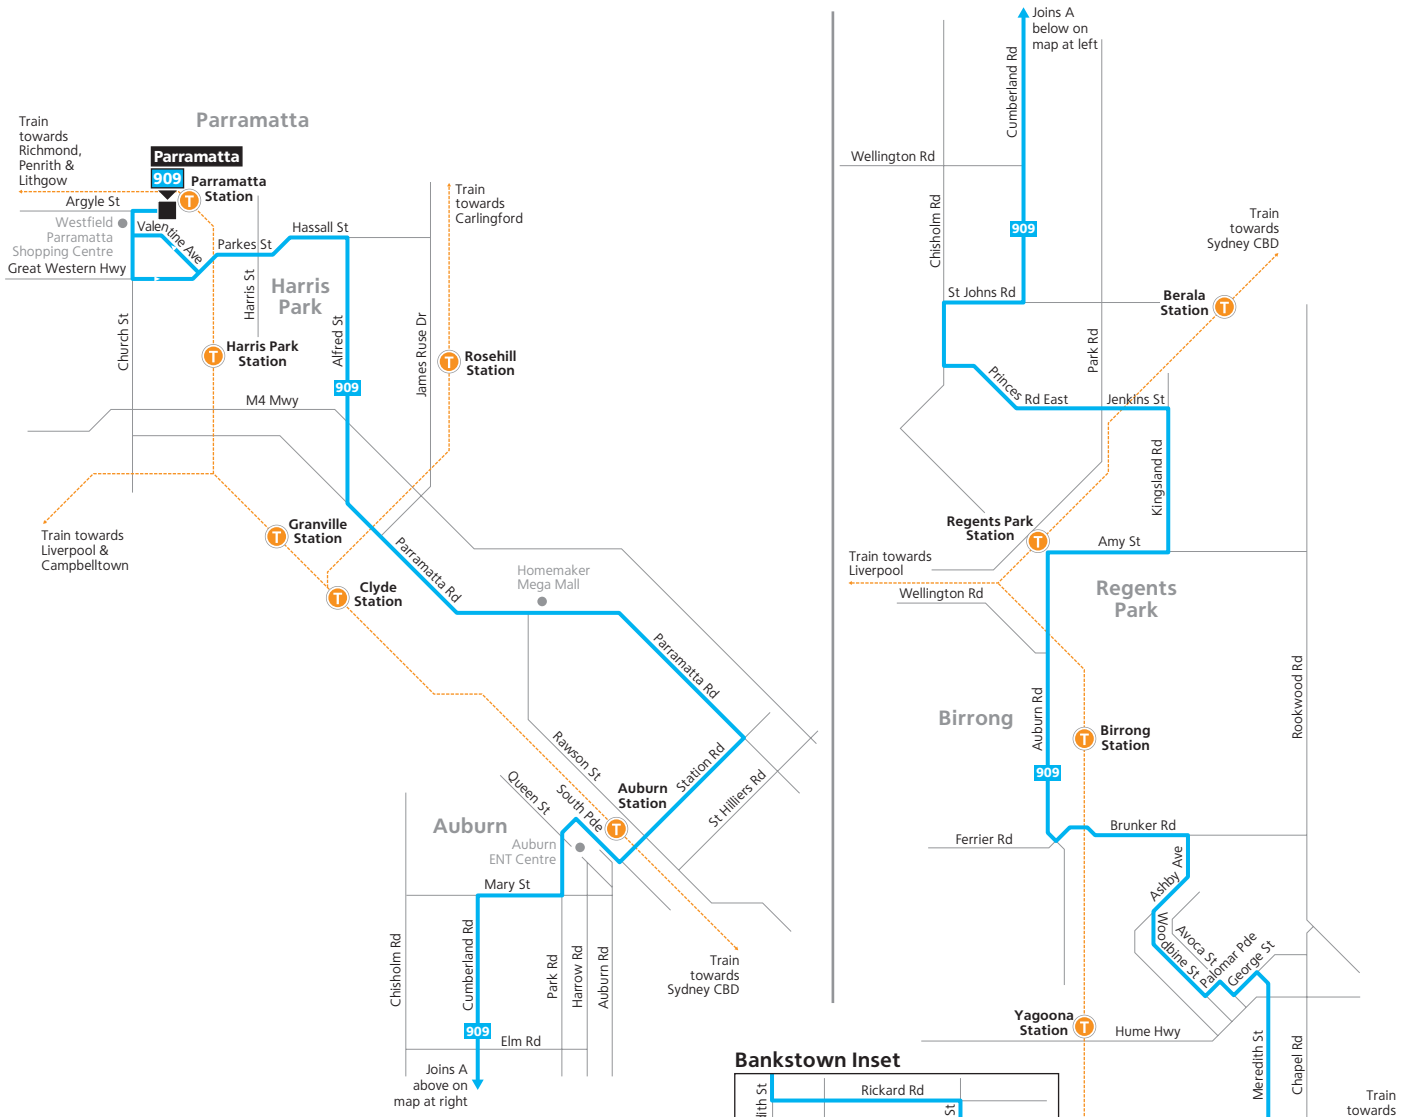 Parramatta
Train
towards
Richmond,
Penrith &
Lithgow
Parramatta
909
T
Parramatta
Station
Argyle St
Westfield
Parramatta
Shopping Centre
Valentine Ave
Great Western Hwy
Parkes St
Hassall St
Harris St
Harris
Park
Church St
T
Harris Park
Station
Alfred St
909
James Ruse Dr
Train
towards
Carlingford
T
Rosehill
Station
M4 Mwy
Train towards
Liverpool &
Campbelltown
T
Granville
Station
T
Clyde
Station
Parramatta Rd
Homemaker
Mega Mall
Parramatta Rd
Rawson St
Queen St
South Pde
Auburn
Station
T
Station Rd
St Hilliers Rd
Auburn
Auburn
ENT Centre
Mary St
Chisholm Rd
Cumberland Rd
Park Rd
Harrow Rd
Auburn Rd
909
Elm Rd
Joins A
above on
map at right
Train
towards
Sydney CBD
Joins A
below on
map at left
Cumberland Rd
Wellington Rd
Chisholm Rd
909
Train
towards
Sydney CBD
St Johns Rd
Berala
Station
T
Park Rd
Princes
Rd East
Jenkins St
Kingsland Rd
Regents Park
Station
T
Amy St
Train towards
Liverpool
Wellington Rd
Regents
Park
Rookwood Rd
Auburn Rd
Birrong
T
Birrong
Station
909
Ferrier Rd
Brunker Rd
Ashby Ave
Woodbine St
Avoca St
Palomar Pde
George St
Yagoona
Station
T
Hume Hwy
Meredith St
Chapel Rd
Train
towards
Bankstown Inset
Rickard Rd
dith St
St